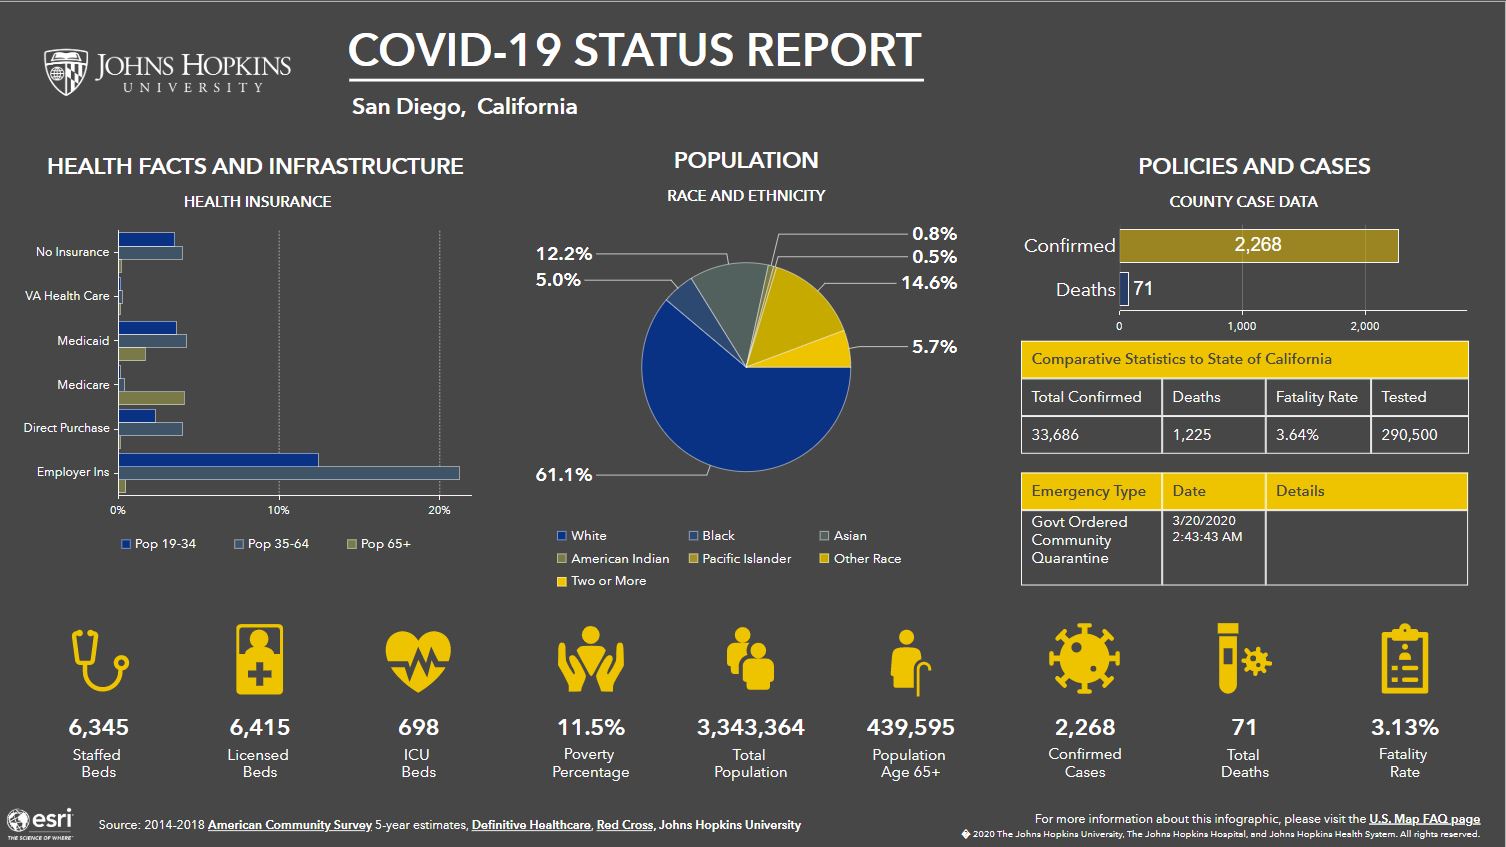 JOHNS HOPKINS
UNIVERSITY
COVID-19 STATUS REPORT
San Diego, California
HEALTH FACTS AND INFRASTRUCTURE
HEALTH INSURANCE
No Insurance
VA Health Care
Medicaid
Medicare
Direct Purchase
Employer Ins
0% 10% 20%
Pop 19-34 Pop 35-64 Pop 65+
POPULATION
RACE AND ETHNICITY
0.8%
12.2%
0.5%
5.0%
14.6%
5.7%
61.1%
White Black Asian
American Indian Pacific Islander Other Race
Two or More
POLICIES AND CASES
COUNTY CASE DATA
Confirmed 2,268
Deaths 71
0 1,000 2,000
Comparative Statistics to State of California
Total Confirmed Deaths Fatality Rate Tested
33,686 1,225 3.64% 290,500
Emergency Type Date Details
Govt Ordered Community Quarantine 3/20/2020 2:43:43 AM
6,345
Staffed
Beds
6,415
Licensed
Beds
698
ICU
Beds
11.5%
Poverty
Percentage
3,343,364
Total
Population
439,595
Population
Age 65+
2,268
Confirmed
Cases
71
Total
Deaths
3.13%
Fatality
Rate
esri
THE SCIENCE OF WHERE™
Source: 2014-2018 American Community Survey 5-year estimates, Definitive Healthcare, Red Cross, Johns Hopkins University
For more information about this infographic, please visit the U.S. Map FAQ page
� 2020 The Johns Hopkins University, The Johns Hopkins Hospital, and Johns Hopkins Health System. All rights reserved.